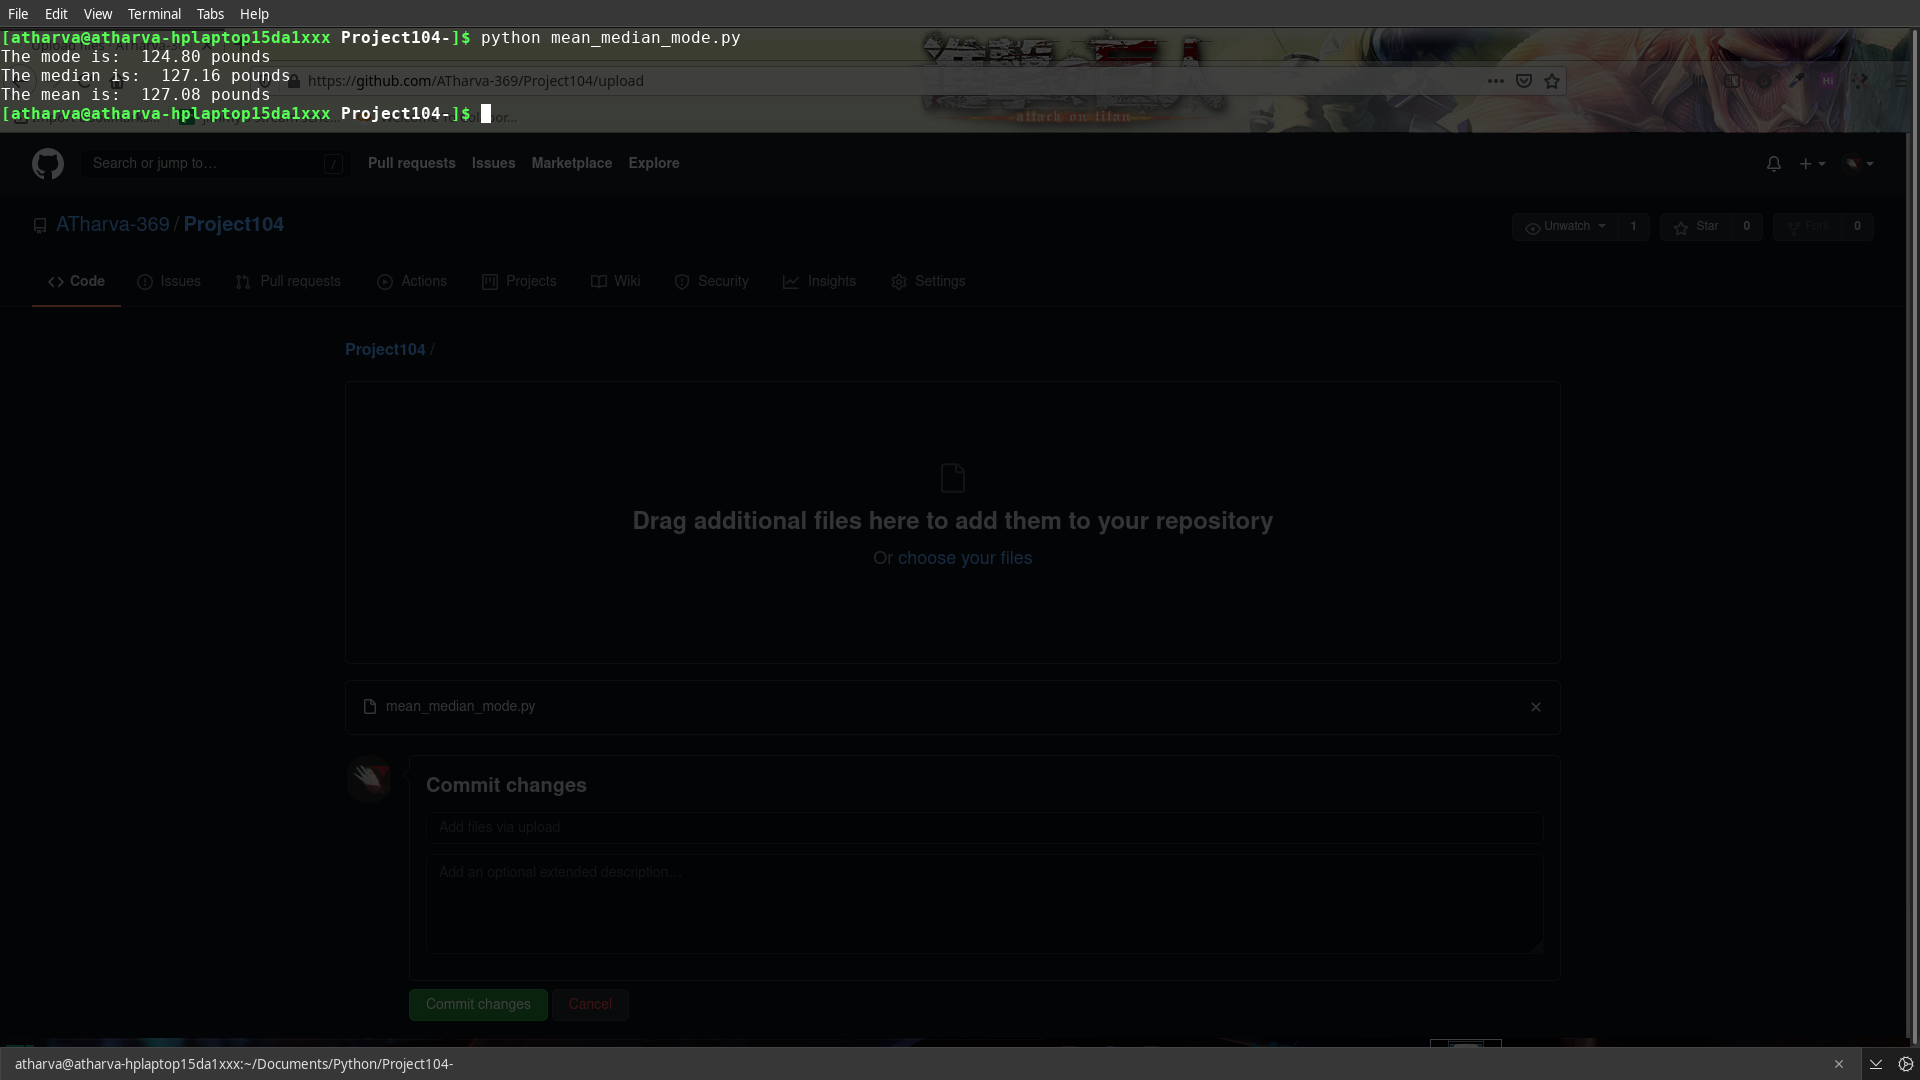 File Edit View Terminal Tabs Help
[atharva@atharva-hplaptop15da1xxx Project104-]$ python mean_median_mode.py
The mode is:  124.80 pounds
The median is:  127.16 pounds
The mean is:  127.08 pounds
[atharva@atharva-hplaptop15da1xxx Project104-]$
https://github.com/ATharva-369/Project104/upload
attack on titan
Search or jump to… / Pull requests Issues Marketplace Explore
ATharva-369 / Project104 Unwatch 1 Star 0 Fork 0
Code Issues Pull requests Actions Projects Wiki Security Insights Settings
Project104 /
Drag additional files here to add them to your repository
Or choose your files
mean_median_mode.py
Commit changes
Add files via upload
Add an optional extended description…
Commit changes Cancel
atharva@atharva-hplaptop15da1xxx:~/Documents/Python/Project104-